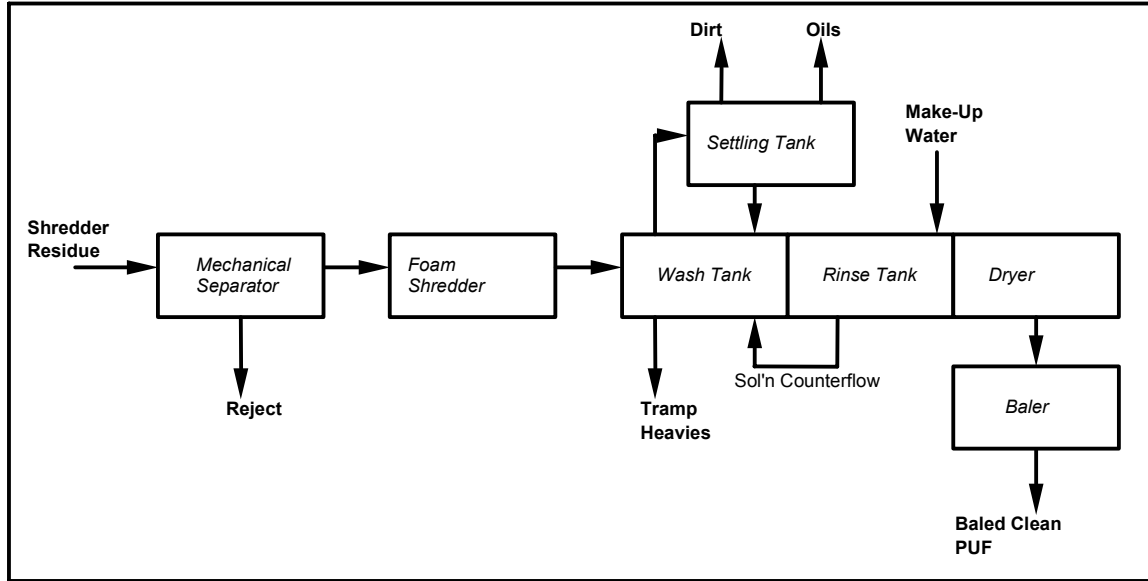 Dirt
Oils
Make-Up
Water
Settling Tank
Shredder
Residue
Mechanical
Separator
Foam
Shredder
Wash Tank
Rinse Tank
Dryer
Sol'n Counterflow
Reject
Tramp
Heavies
Baler
Baled Clean
PUF